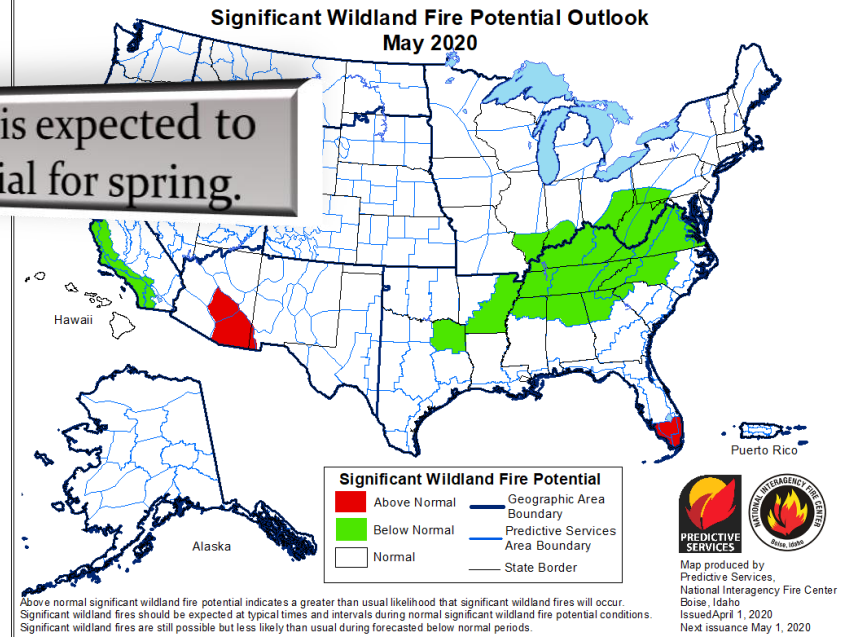 Significant Wildland Fire Potential Outlook
May 2020
is expected to
ial for spring.
Hawaii
Alaska
Puerto Rico
Significant Wildland Fire Potential
Above Normal
Below Normal
Normal
Geographic Area
Boundary
Predictive Services
Area Boundary
State Border
PREDICTIVE
SERVICES
NATIONAL INTERAGENCY FIRE CENTER
Boise, Idaho
Map produced by
Predictive Services,
National Interagency Fire Center
Boise, Idaho
IssuedApril 1, 2020
Next issuance May 1, 2020
Above normal significant wildland fire potential indicates a greater than usual likelihood that significant wildland fires will occur.
Significant wildland fires should be expected at typical times and intervals during normal significant wildland fire potential conditions.
Significant wildland fires are still possible but less likely than usual during forecasted below normal periods.